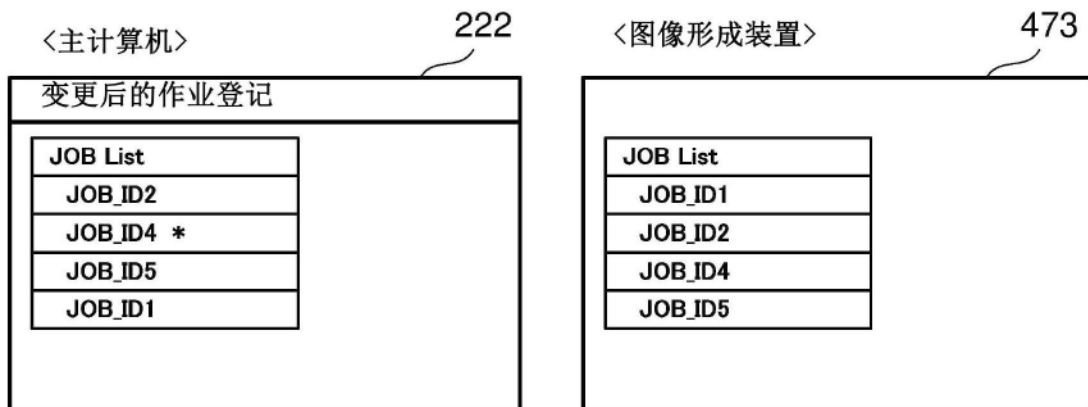 <主计算机>
222
变更后的作业登记
JOB List
JOB_ID2
JOB_ID4 *
JOB_ID5
JOB_ID1
<图像形成装置>
473
JOB List
JOB_ID1
JOB_ID2
JOB_ID4
JOB_ID5